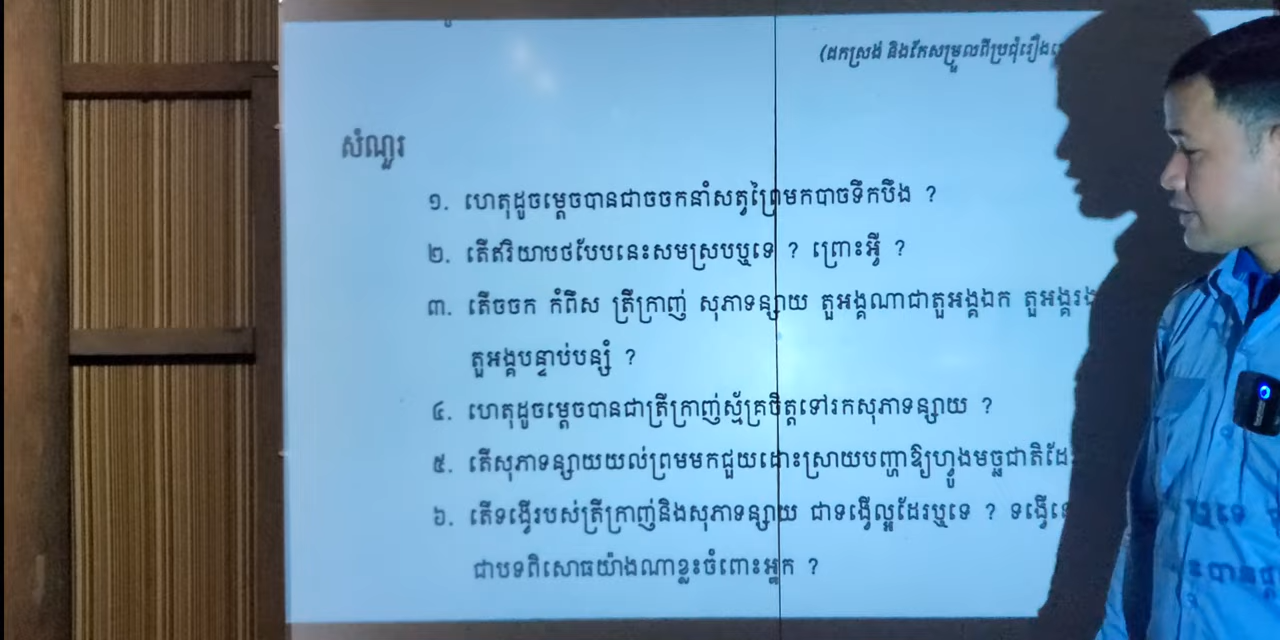 (ដកស្រង់ និងកែសម្រួលពីប្រជុំរឿង
សំណួរ
១. ហេតុដូចម្ដេចបានជាចចកនាំសត្វព្រៃមកបាចទឹកបឹង ?
២. តើឥរិយាបថបែបនេះសមស្របឬទេ ? ព្រោះអ្វី ?
៣. តើចចក កំពឹស ត្រីក្រាញ់ សុភាទន្សាយ តួអង្គណាជាតួអង្គឯក តួអង្គរង
តួអង្គបន្ទាប់បន្សំ ?
៤. ហេតុដូចម្ដេចបានជាត្រីក្រាញ់ស្ម័គ្រចិត្តទៅរកសុភាទន្សាយ ?
៥. តើសុភាទន្សាយយល់ព្រមមកជួយដោះស្រាយបញ្ហាឱ្យហ្វូងមច្ឆជាតិដែ
៦. តើទង្វើរបស់ត្រីក្រាញ់និងសុភាទន្សាយ ជាទង្វើល្អដែរឬទេ ? ទង្វើ
ជាបទពិសោធយ៉ាងណាខ្លះចំពោះអ្នក ?